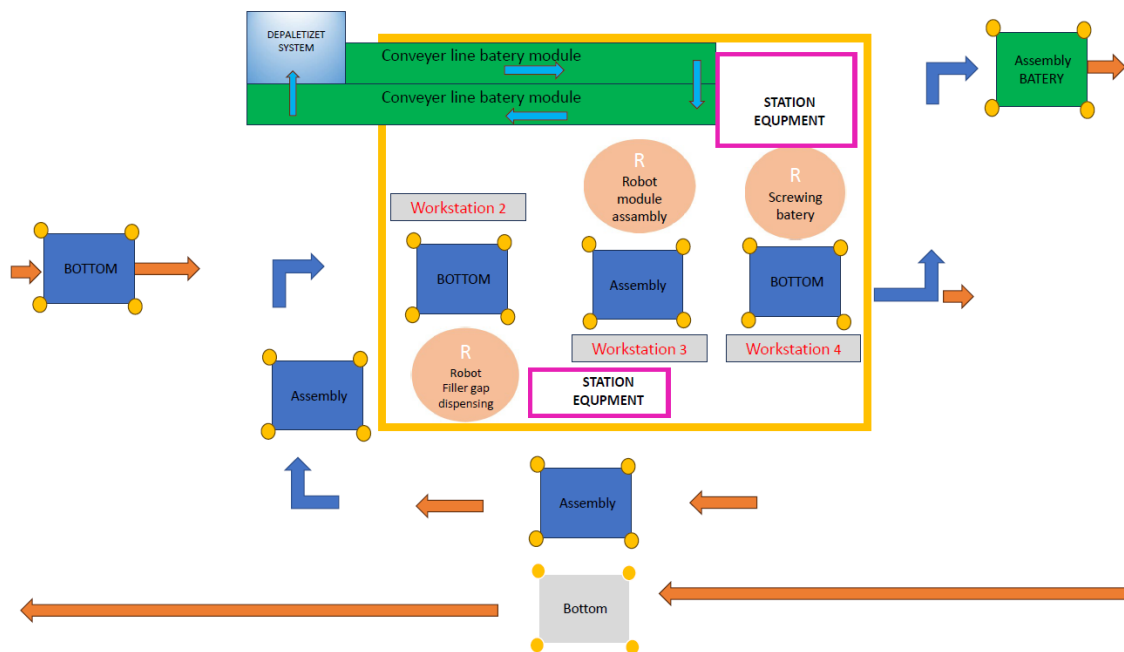 DEPALETIZET
SYSTEM
Conveyer line batery module
Conveyer line batery module
STATION
EQUPMENT
Assembly
BATERY
R
Robot
module
assambly
R
Screwing
batery
Workstation 2
BOTTOM
BOTTOM
Assembly
BOTTOM
Workstation 3
Workstation 4
R
Robot
Filler gap
dispensing
STATION
EQUPMENT
Assembly
Assembly
Bottom